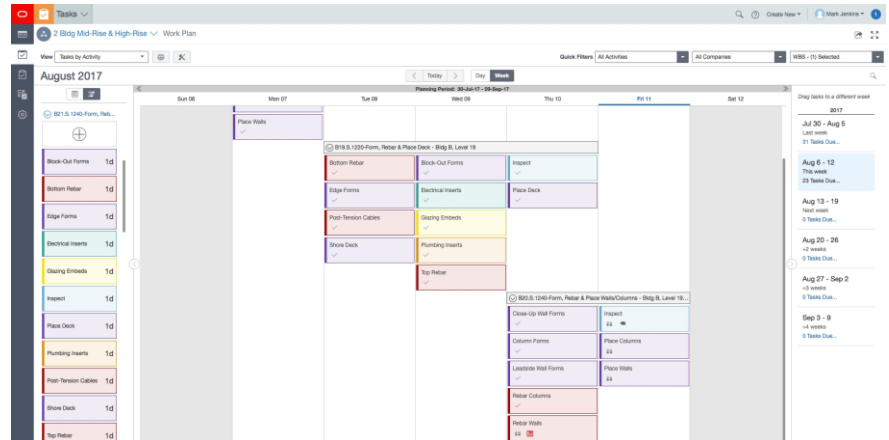 Tasks
Create New
Mark Jenkins
1
2 Bldg Mid-Rise & High-Rise
Work Plan
View Tasks by Activity
Quick Filters All Activities
All Companies
WBS - (1) Selected
August 2017
Today
Day Week
Planning Period: 30-Jul-17 - 09-Sep-17
Sun 06 Mon 07 Tue 08 Wed 09 Thu 10 Fri 11 Sat 12
B21.S.1240-Form, Reb...
Block-Out Forms 1d
Bottom Rebar 1d
Edge Forms 1d
Electrical Inserts 1d
Glazing Embeds 1d
Inspect 1d
Place Deck 1d
Plumbing Inserts 1d
Post-Tension Cables 1d
Shore Deck 1d
Top Rebar 1d
Place Walls
B19.S.1220-Form, Rebar & Place Deck - Bldg B, Level 19
Bottom Rebar Block-Out Forms Inspect
Edge Forms Electrical Inserts Place Deck
Post-Tension Cables Glazing Embeds
Shore Deck Plumbing Inserts
Top Rebar
B20.S.1240-Form, Rebar & Place Walls/Columns - Bldg B, Level 19...
Close-Up Wall Forms Inspect
Column Forms Place Columns
Leadside Wall Forms Place Walls
Rebar Columns
Rebar Walls
Drag tasks to a different week
2017
Jul 30 - Aug 5
Last week
31 Tasks Due...
Aug 6 - 12
This week
23 Tasks Due...
Aug 13 - 19
Next week
0 Tasks Due...
Aug 20 - 26
+2 weeks
0 Tasks Due...
Aug 27 - Sep 2
+3 weeks
0 Tasks Due...
Sep 3 - 9
+4 weeks
0 Tasks Due...